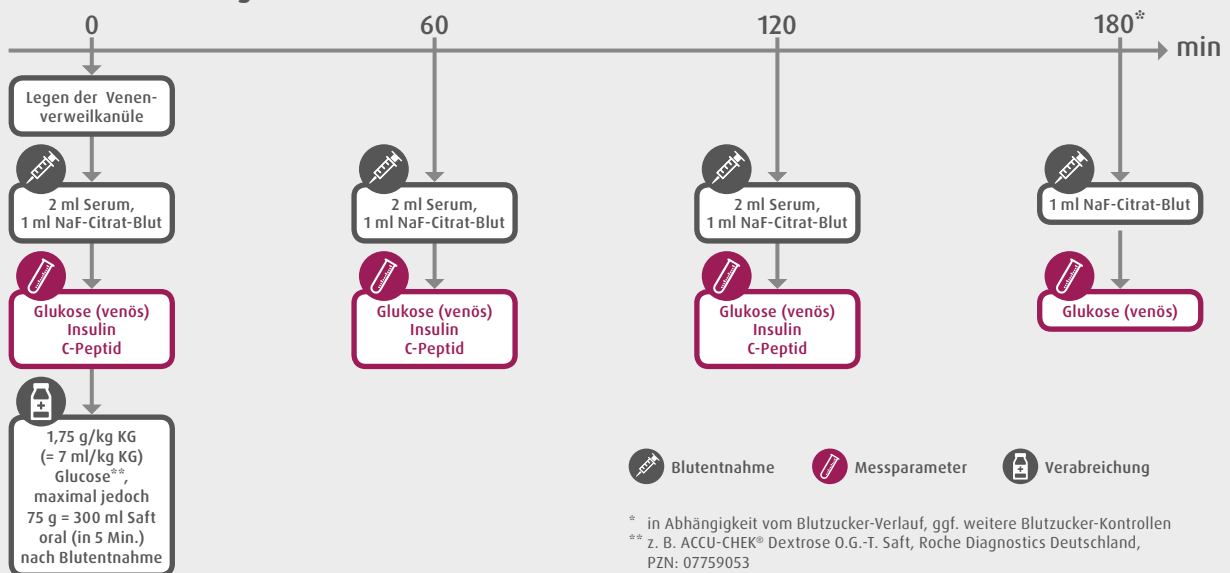 0
60
120
180*
min
Legen der Venen-
verweilkanüle
2 ml Serum,
1 ml NaF-Citrat-Blut
2 ml Serum,
1 ml NaF-Citrat-Blut
2 ml Serum,
1 ml NaF-Citrat-Blut
1 ml NaF-Citrat-Blut
Glukose (venös)
Insulin
C-Peptid
Glukose (venös)
Insulin
C-Peptid
Glukose (venös)
Insulin
C-Peptid
Glukose (venös)
1,75 g/kg KG
(= 7 ml/kg KG)
Glucose**,
maximal jedoch
75 g = 300 ml Saft
oral (in 5 Min.)
nach Blutentnahme
Blutentnahme
Messparameter
Verabreichung
* in Abhängigkeit vom Blutzucker-Verlauf, ggf. weitere Blutzucker-Kontrollen
** z. B. ACCU-CHEK® Dextrose O.G.-T. Saft, Roche Diagnostics Deutschland,
PZN: 07759053